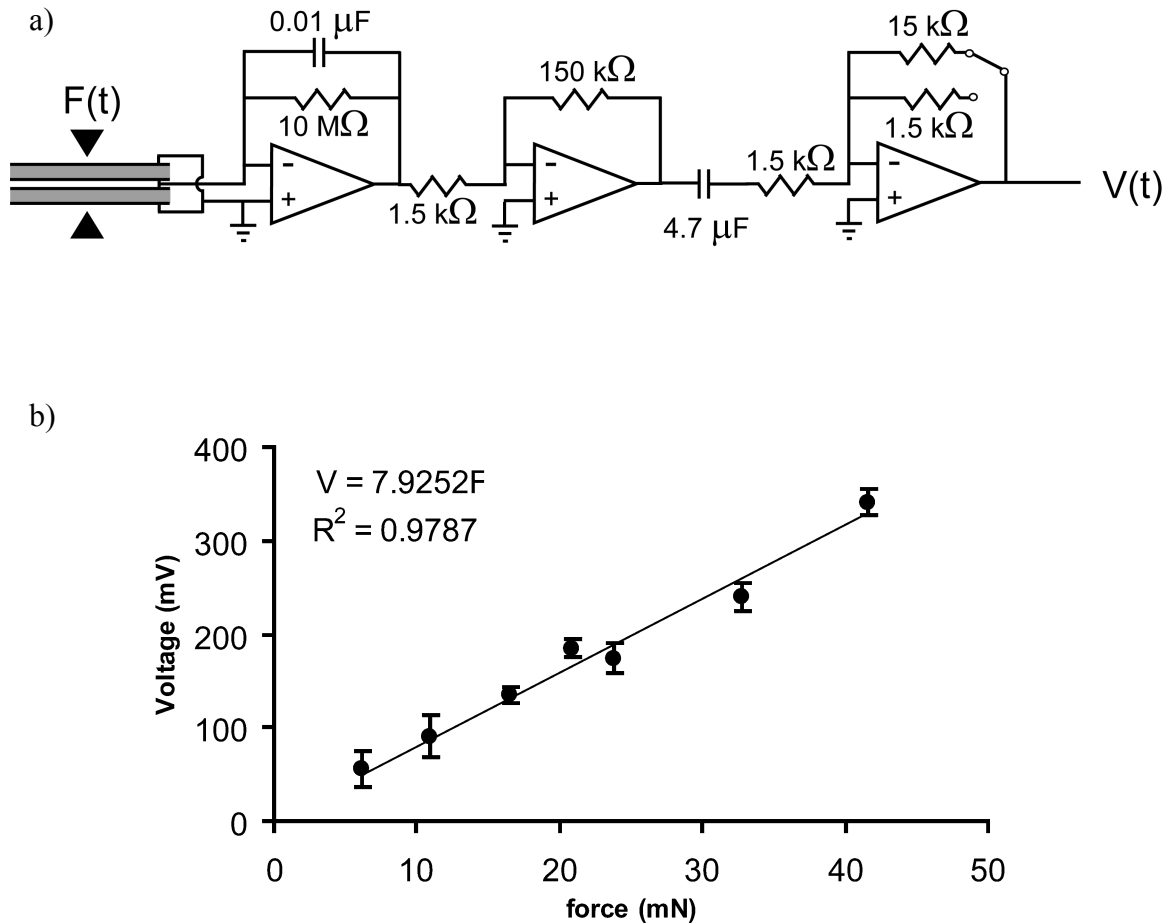 a)
0.01 μF
15 kΩ
F(t)
150 kΩ
10 MΩ
1.5 kΩ
1.5 kΩ
-
-
-
V(t)
+
+
+
1.5 kΩ
4.7 μF
b)
400
V = 7.9252F
R² = 0.9787
300
200
100
0
Voltage (mV)
0 10 20 30 40 50
force (mN)